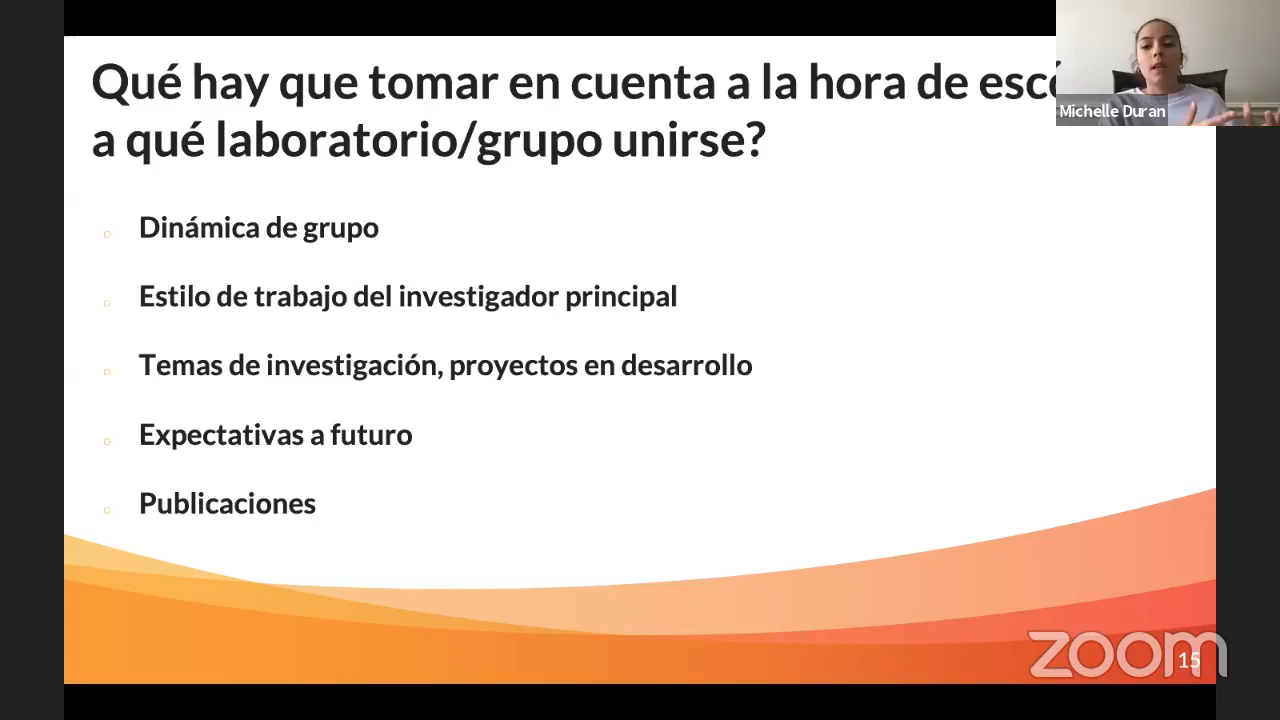 Qué hay que tomar en cuenta a la hora de
a qué laboratorio/grupo unirse?
Michelle Duran
Dinámica de grupo
Estilo de trabajo del investigador principal
Temas de investigación, proyectos en desarrollo
Expectativas a futuro
Publicaciones
zoom
15